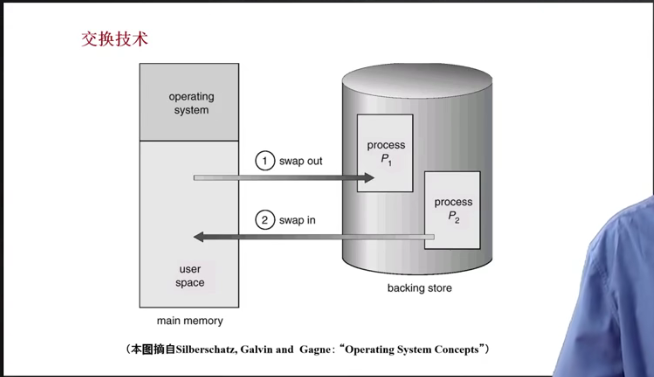 交换技术
operating
system
1 swap out
process
P1
2 swap in
process
P2
user
space
backing store
main memory
(本图摘自Silberschatz, Galvin and Gagne: “Operating System Concepts”)